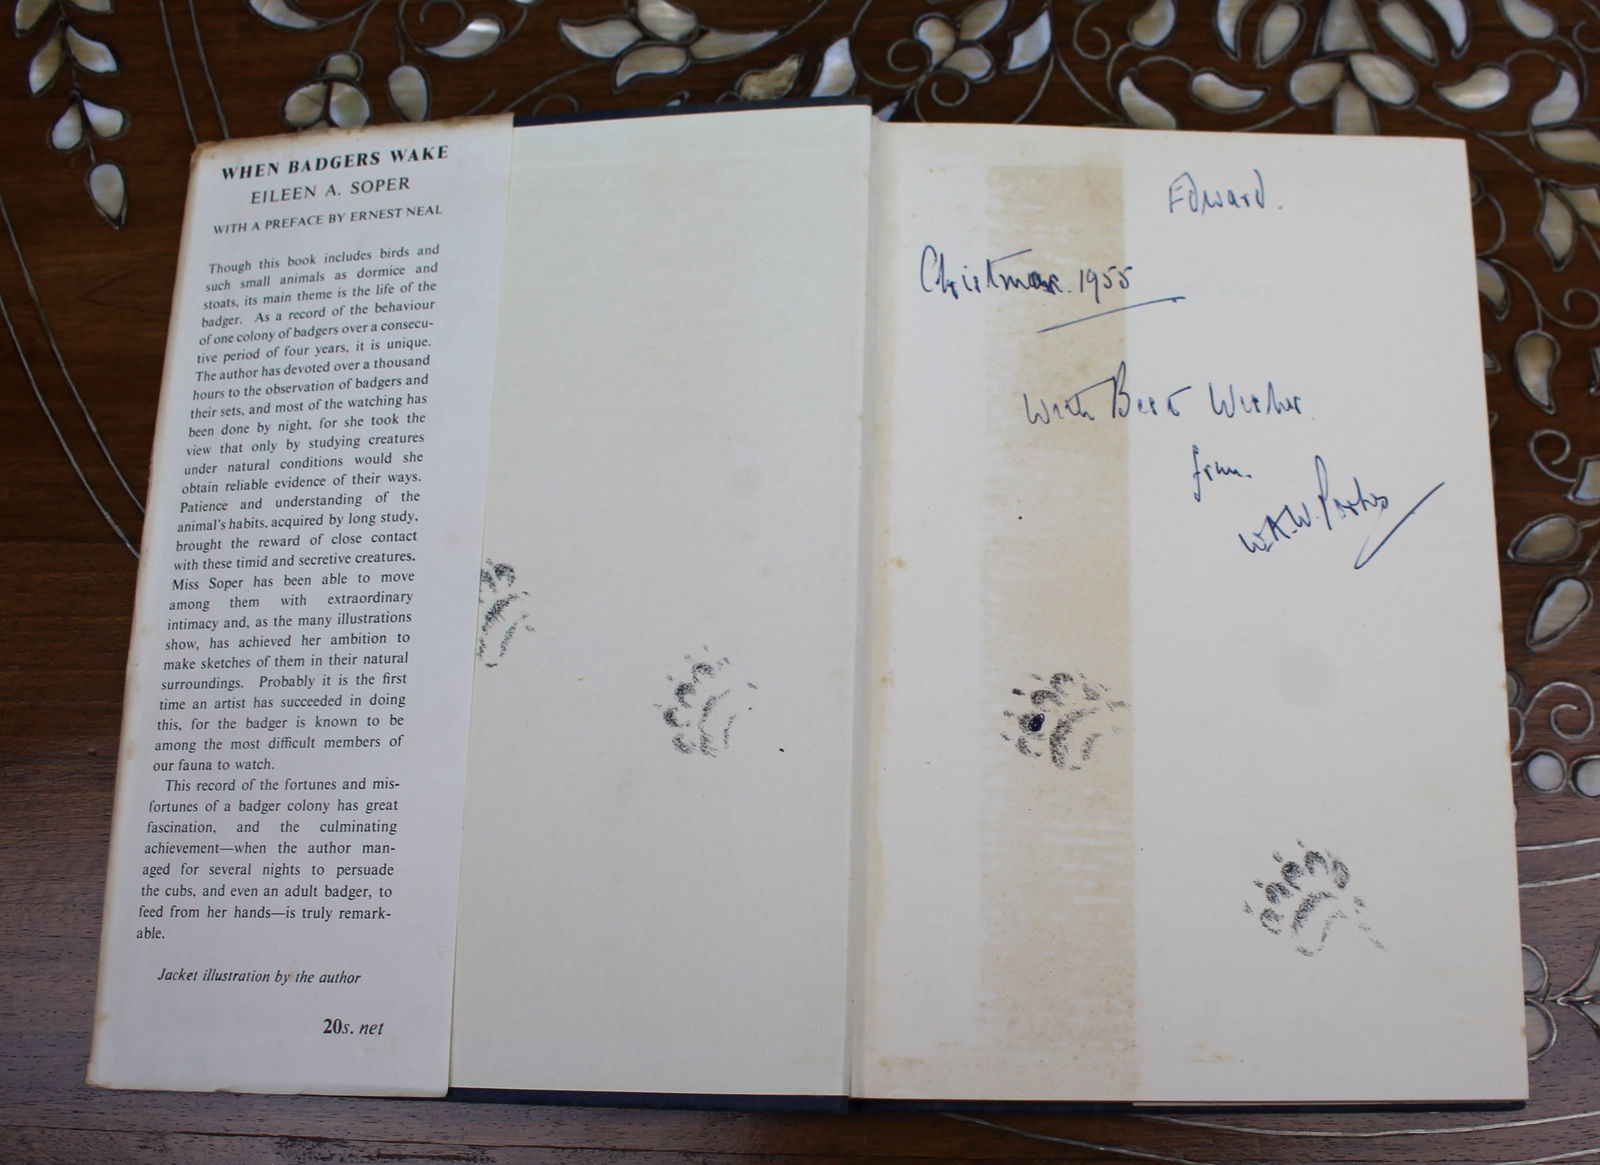 WHEN BADGERS WAKE
EILEEN A. SOPER
WITH A PREFACE BY ERNEST NEAL
Though this book includes birds and
such small animals as dormice and
stoats, its main theme is the life of the
badger. As a record of the behaviour
of one colony of badgers over a consecu-
tive period of four years, it is unique.
The author has devoted over a thousand
hours to the observation of badgers and
their sets, and most of the watching has
been done by night, for she took the
view that only by studying creatures
under natural conditions would she
obtain reliable evidence of their ways.
Patience and understanding of the
animal's habits, acquired by long study,
brought the reward of close contact
with these timid and secretive creatures.
Miss Soper has been able to move
among them with extraordinary
intimacy and, as the many illustrations
show, has achieved her ambition to
make sketches of them in their natural
surroundings. Probably it is the first
time an artist has succeeded in doing
this, for the badger is known to be
among the most difficult members of
our fauna to watch.
This record of the fortunes and mis-
fortunes of a badger colony has great
fascination, and the culminating
achievement—when the author man-
aged for several nights to persuade
the cubs, and even an adult badger, to
feed from her hands—is truly remark-
able.
Jacket illustration by the author
20s. net
Edward.
Christmas. 1955
With Best Wishes
from.
W.A.W.